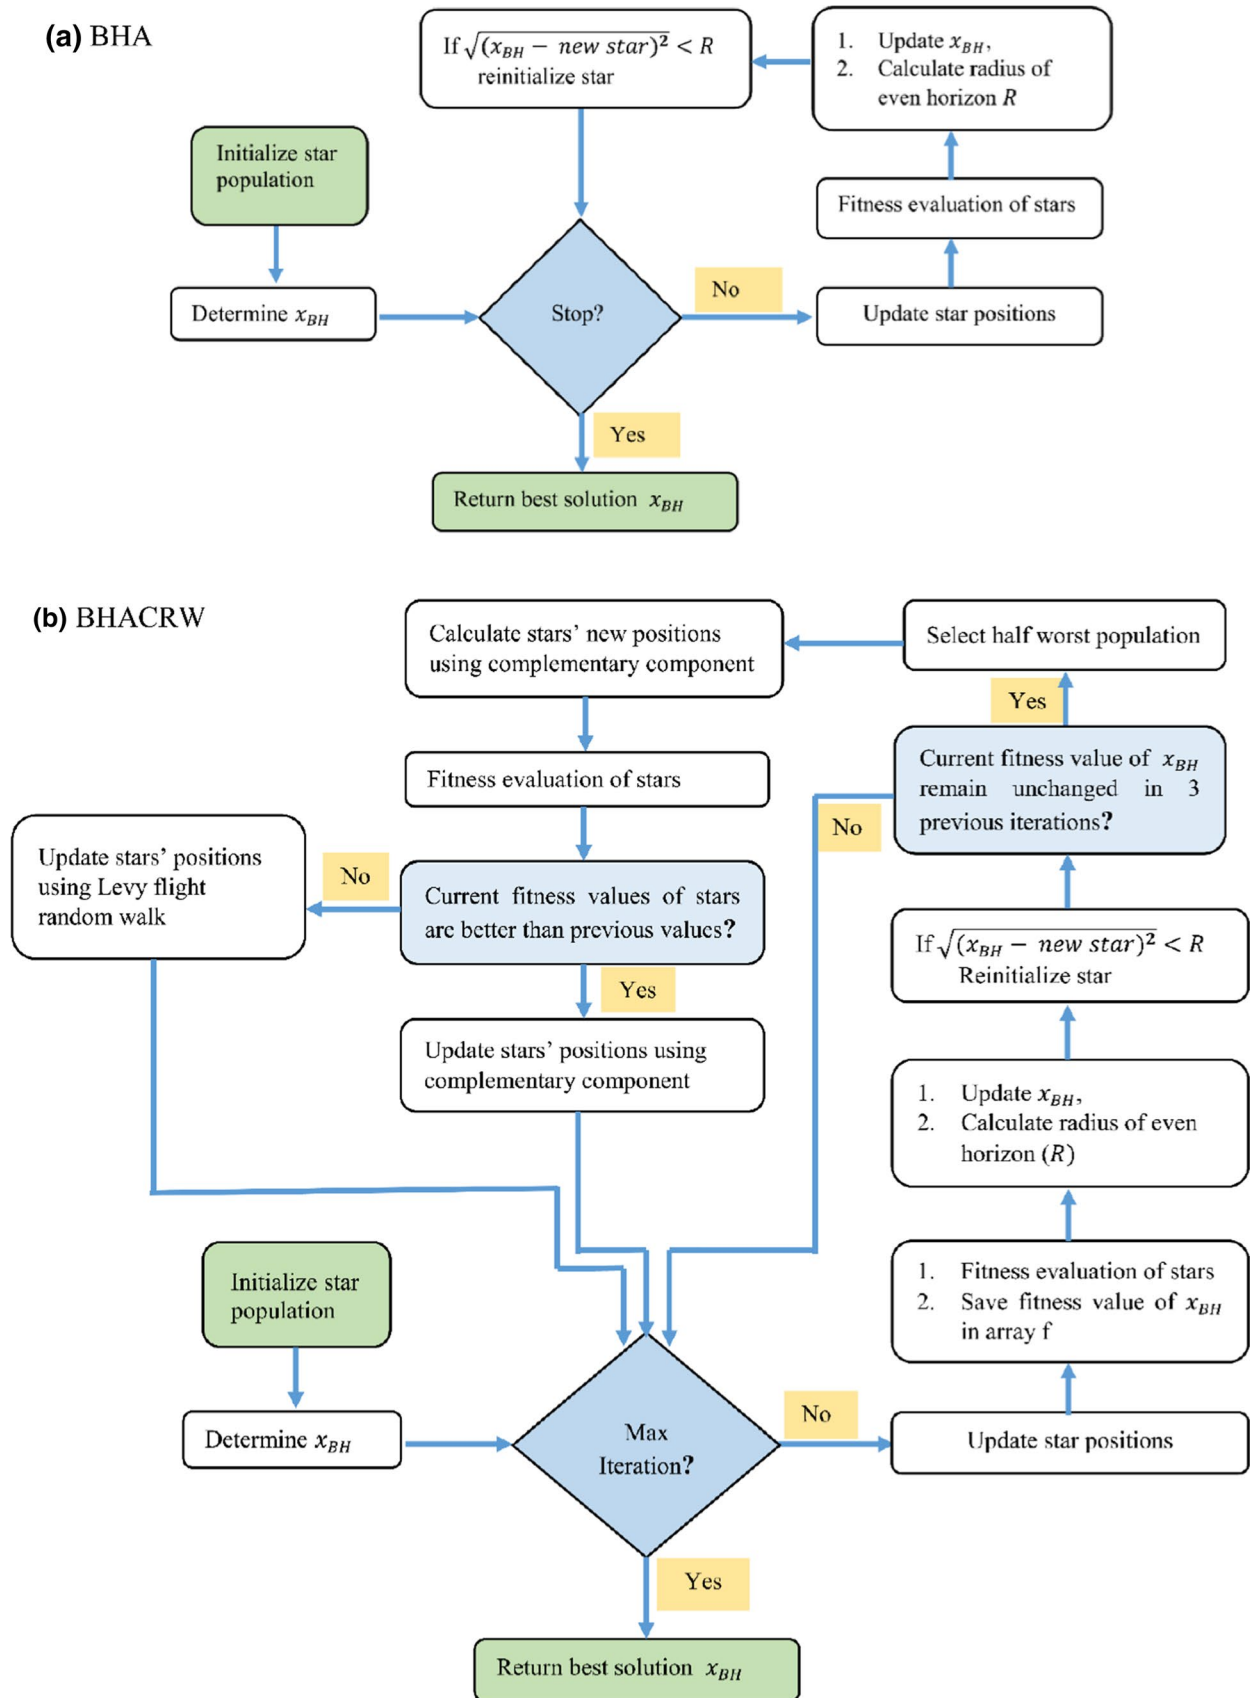 (a) BHA
If √(x_BH − new star)² < R
reinitialize star
1. Update x_BH,
2. Calculate radius of
even horizon R
Initialize star
population
Fitness evaluation of stars
Determine x_BH
Stop?
No
Update star positions
Yes
Return best solution x_BH
(b) BHACRW
Calculate stars’ new positions
using complementary component
Select half worst population
Yes
Fitness evaluation of stars
Current fitness value of x_BH
remain unchanged in 3
previous iterations?
No
Update stars’ positions
using Levy flight
random walk
No
Current fitness values of stars
are better than previous values?
If √(x_BH − new star)² < R
Reinitialize star
Yes
Update stars’ positions using
complementary component
1. Update x_BH,
2. Calculate radius of even
horizon (R)
Initialize star
population
1. Fitness evaluation of stars
2. Save fitness value of x_BH
in array f
Determine x_BH
Max
Iteration?
No
Update star positions
Yes
Return best solution x_BH